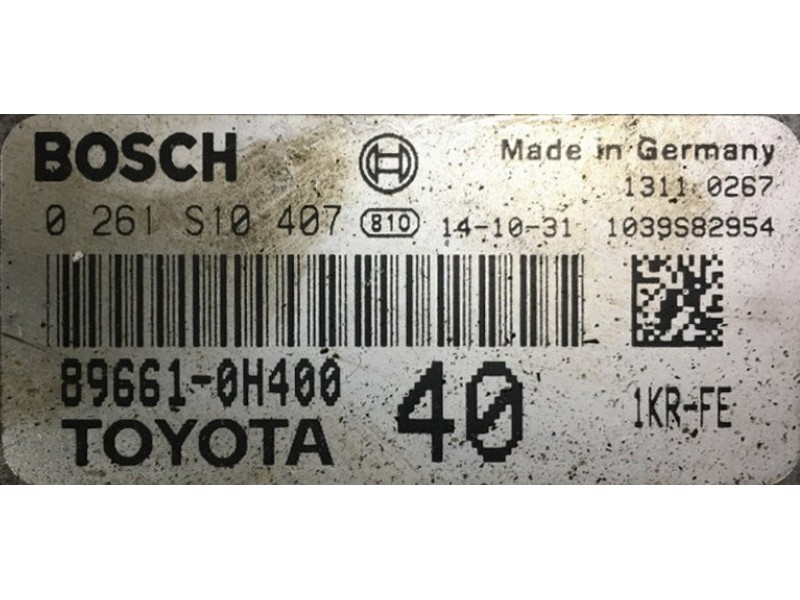 BOSCH Made in Germany
1311 0267
0 261 S10 407 810 14-10-31 1039S82954
89661-0H400 40 1KR-FE
TOYOTA